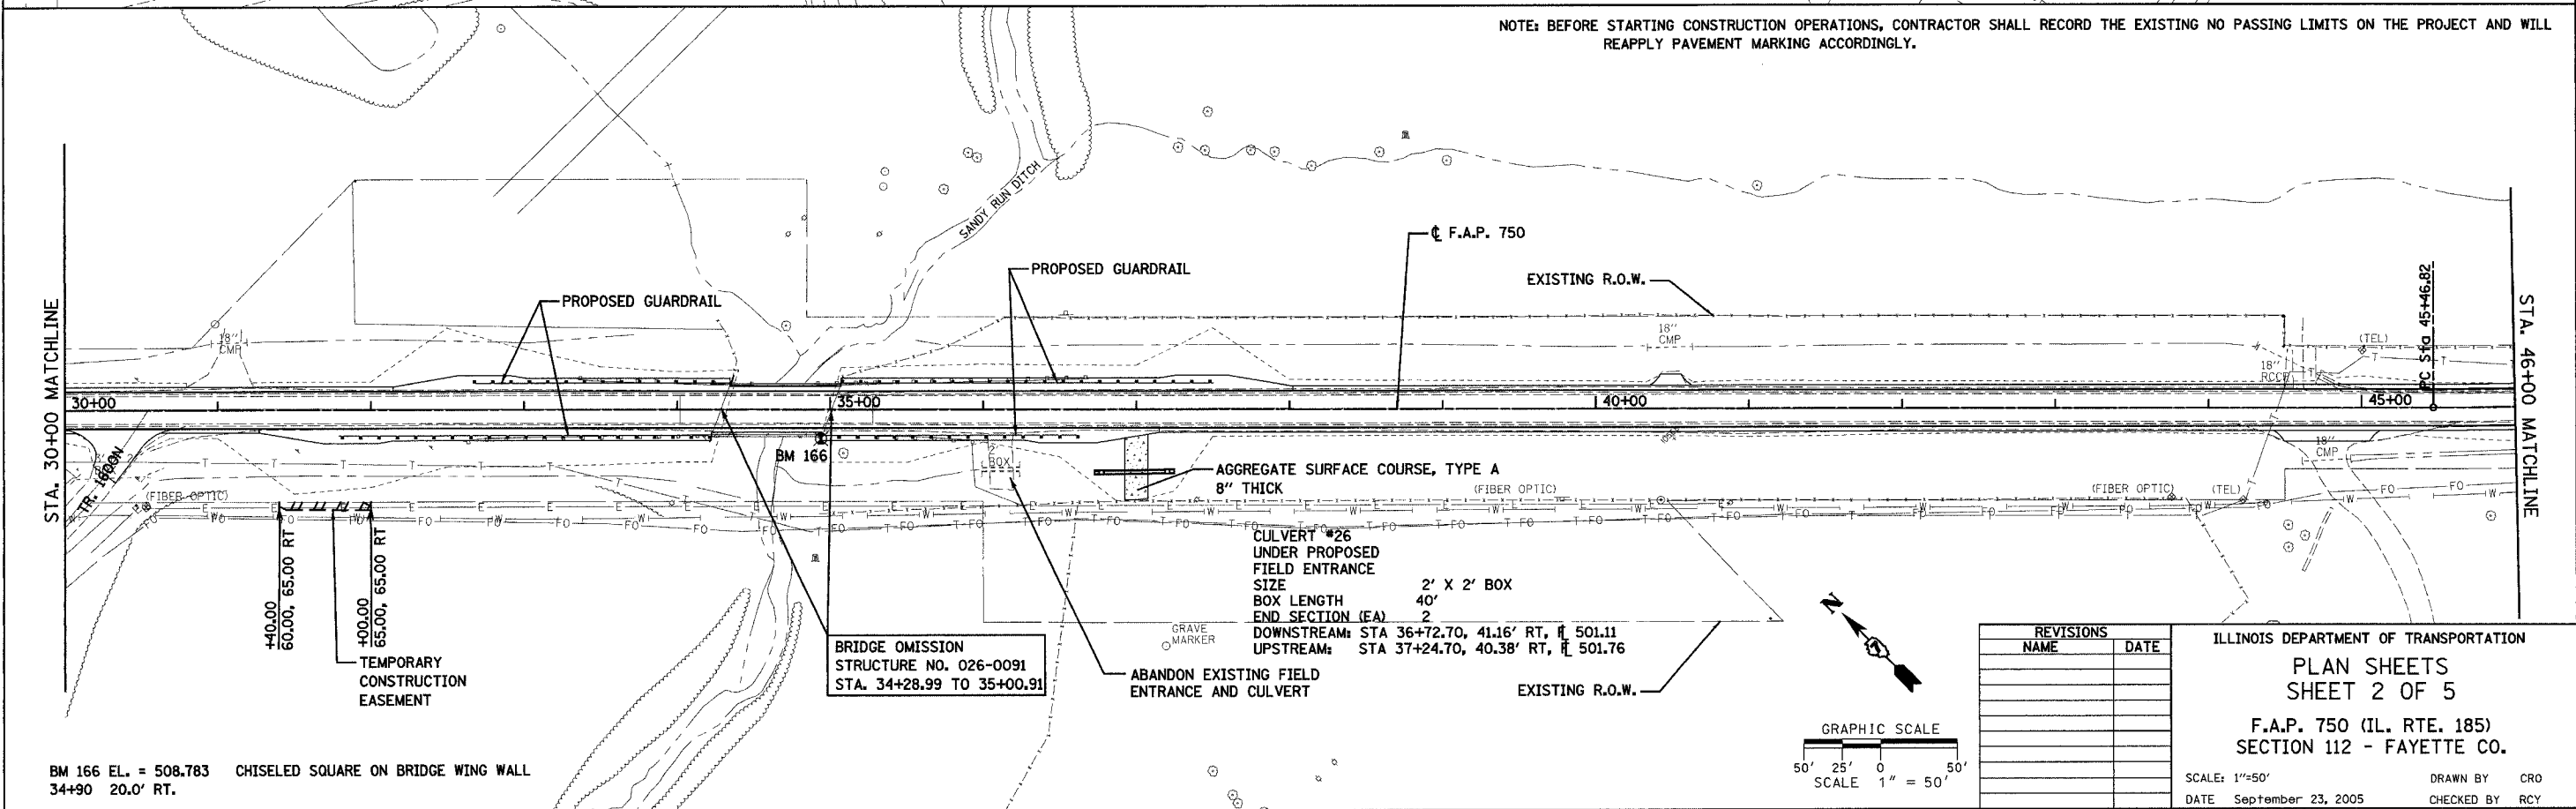 NOTE: BEFORE STARTING CONSTRUCTION OPERATIONS, CONTRACTOR SHALL RECORD THE EXISTING NO PASSING LIMITS ON THE PROJECT AND WILL
REAPPLY PAVEMENT MARKING ACCORDINGLY.
SANDY RUN DITCH
℄ F.A.P. 750
PROPOSED GUARDRAIL
PROPOSED GUARDRAIL
EXISTING R.O.W.
STA. 30+00 MATCHLINE
STA. 46+00 MATCHLINE
PC Sta 45+46.82
18" CMP
18" CMP
(TEL)
18" RCCP
30+00
35+00
40+00
45+00
TR. 1600N
BM 166
BOX
18" CMP
AGGREGATE SURFACE COURSE, TYPE A
8" THICK
(FIBER OPTIC)
(FIBER OPTIC)
(FIBER OPTIC)
(TEL)
+40.00
60.00, 65.00 RT
+00.00
65.00, 65.00 RT
TEMPORARY
CONSTRUCTION
EASEMENT
CULVERT #26
UNDER PROPOSED
FIELD ENTRANCE
SIZE 2' X 2' BOX
BOX LENGTH 40'
END SECTION (EA) 2
DOWNSTREAM: STA 36+72.70, 41.16' RT, FL 501.11
UPSTREAM: STA 37+24.70, 40.38' RT, FL 501.76
GRAVE
MARKER
BRIDGE OMISSION
STRUCTURE NO. 026-0091
STA. 34+28.99 TO 35+00.91
ABANDON EXISTING FIELD
ENTRANCE AND CULVERT
EXISTING R.O.W.
N
GRAPHIC SCALE
50' 25' 0 50'
SCALE 1" = 50'
BM 166 EL. = 508.783 CHISELED SQUARE ON BRIDGE WING WALL
34+90 20.0' RT.
REVISIONS
NAME DATE
ILLINOIS DEPARTMENT OF TRANSPORTATION
PLAN SHEETS
SHEET 2 OF 5
F.A.P. 750 (IL. RTE. 185)
SECTION 112 - FAYETTE CO.
SCALE: 1"=50' DRAWN BY CRO
DATE September 23, 2005 CHECKED BY RCY